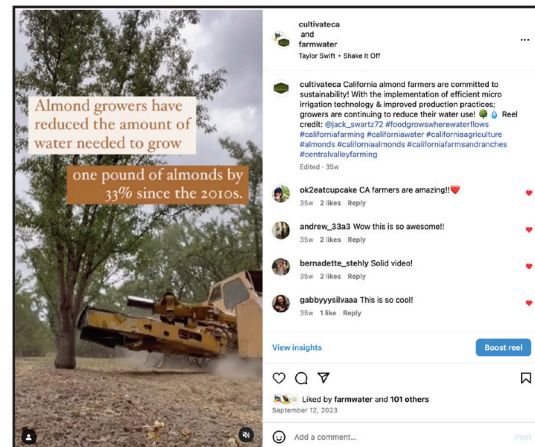 Almond growers have
reduced the amount of
water needed to grow
one pound of almonds by
33% since the 2010s.
cultivateca
and
farmwater
Taylor Swift • Shake It Off
cultivateca California almond farmers are committed to
sustainability! With the implementation of efficient micro
irrigation technology & improved production practices;
growers are continuing to reduce their water use! 🌳💧 Reel
credit: @jack_swartz72 #foodgrowswherewaterflows
#californiafarming #californiawater #californiaagriculture
#almonds #californiaalmonds #californiafarmsandranches
#centralvalleyfarming
Edited · 35w
ok2eatcupcake CA farmers are amazing!!❤️
35w 2 likes Reply
andrew_33a3 Wow this is so awesome!!
35w 2 likes Reply
bernadette_stehly Solid video!
35w 2 likes Reply
gabbyyysilvaaa This is so cool!
35w 1 like Reply
View insights
Boost reel
Liked by farmwater and 101 others
September 12, 2023
Add a comment...
Post